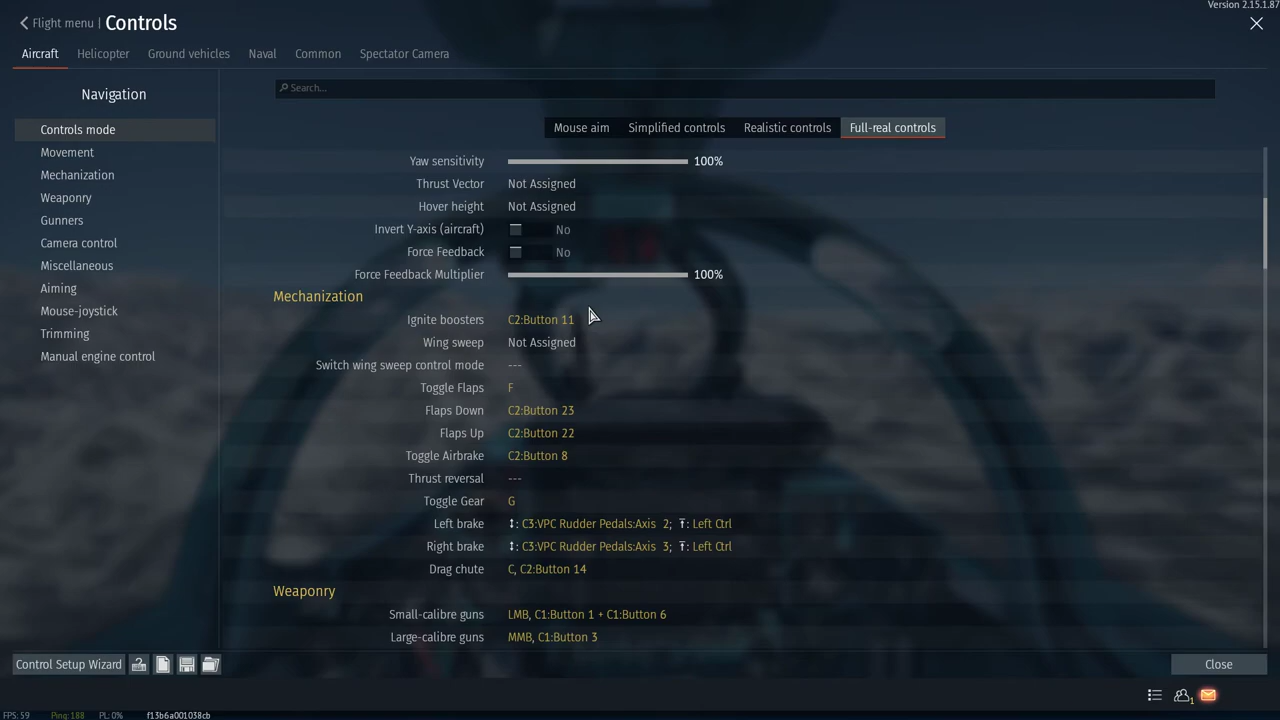 Version 2.15.1.87
Flight menu | Controls
Aircraft Helicopter Ground vehicles Naval Common Spectator Camera
Navigation
Controls mode
Movement
Mechanization
Weaponry
Gunners
Camera control
Miscellaneous
Aiming
Mouse-joystick
Trimming
Manual engine control
Search...
Mouse aim Simplified controls Realistic controls Full-real controls
Yaw sensitivity 100%
Thrust Vector Not Assigned
Hover height Not Assigned
Invert Y-axis (aircraft) No
Force Feedback No
Force Feedback Multiplier 100%
Mechanization
Ignite boosters C2:Button 11
Wing sweep Not Assigned
Switch wing sweep control mode ---
Toggle Flaps F
Flaps Down C2:Button 23
Flaps Up C2:Button 22
Toggle Airbrake C2:Button 8
Thrust reversal ---
Toggle Gear G
Left brake ↕: C3:VPC Rudder Pedals:Axis 2; ↑: Left Ctrl
Right brake ↕: C3:VPC Rudder Pedals:Axis 3; ↑: Left Ctrl
Drag chute C, C2:Button 14
Weaponry
Small-calibre guns LMB, C1:Button 1 + C1:Button 6
Large-calibre guns MMB, C1:Button 3
Control Setup Wizard
Close
1
FPS: 59 Ping: 188 PL: 0% f13b6a001038cb